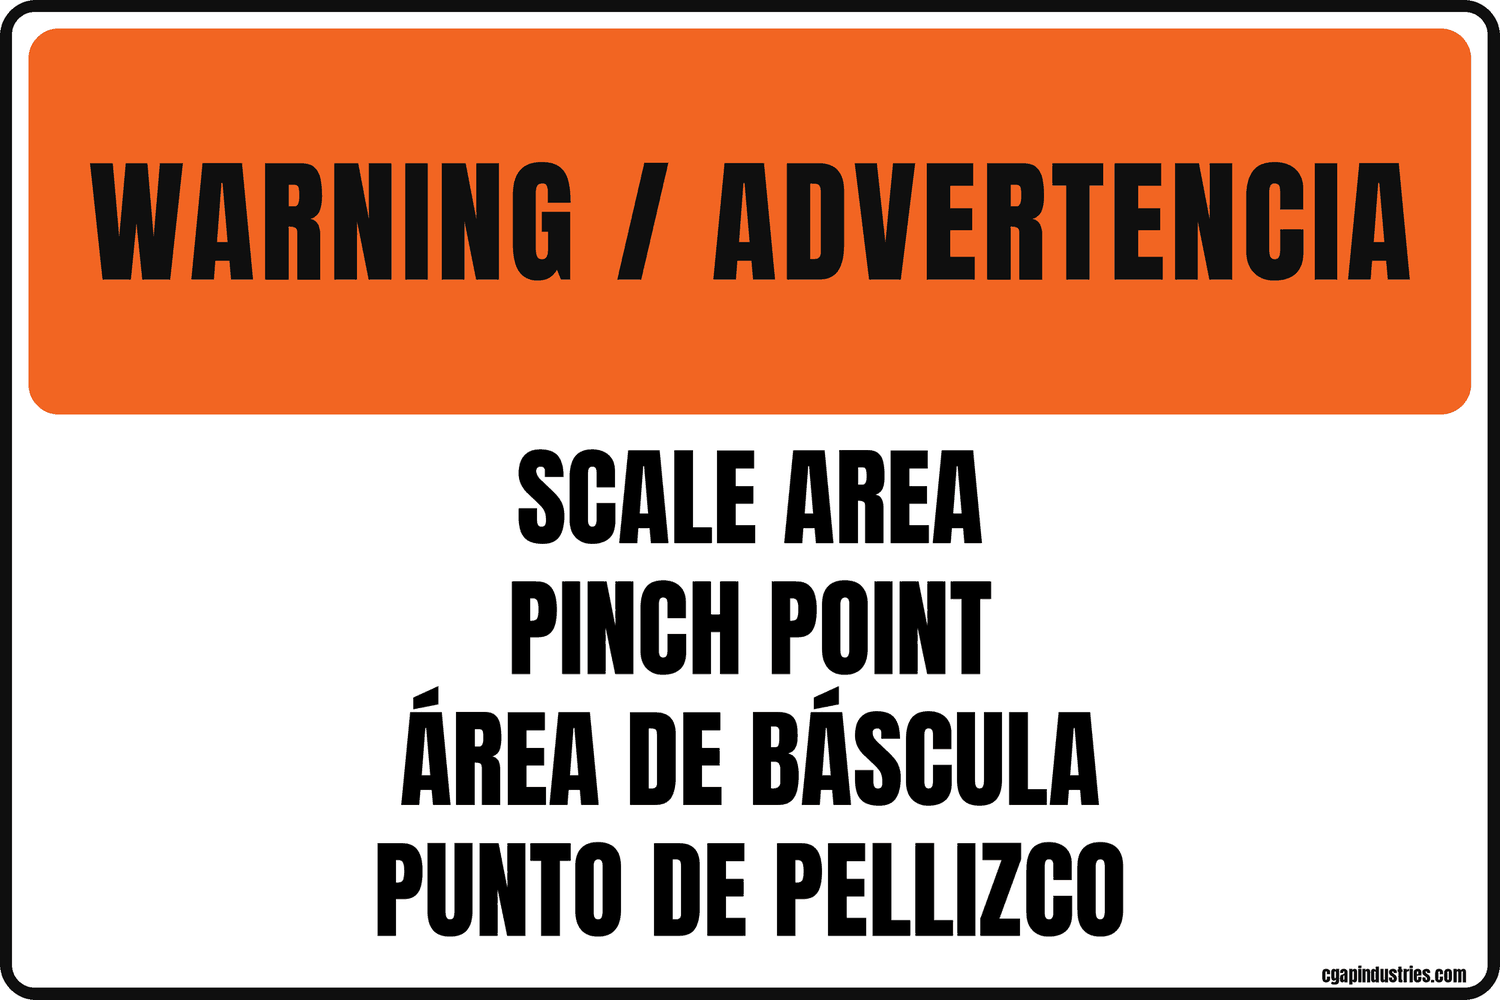 WARNING / ADVERTENCIA
SCALE AREA
PINCH POINT
ÁREA DE BÁSCULA
PUNTO DE PELLIZCO
cgapindustries.com